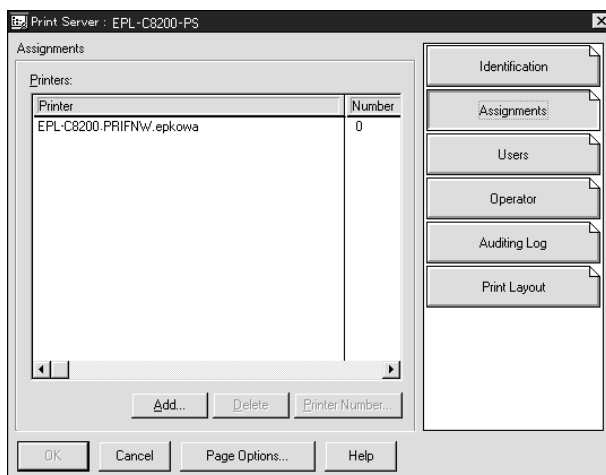 Print Server : EPL-C8200-PS
Assignments
Printers:
Printer Number
EPL-C8200.PRIFNW.epkowa 0
Add... Delete Printer Number...
OK Cancel Page Options... Help
Identification
Assignments
Users
Operator
Auditing Log
Print Layout